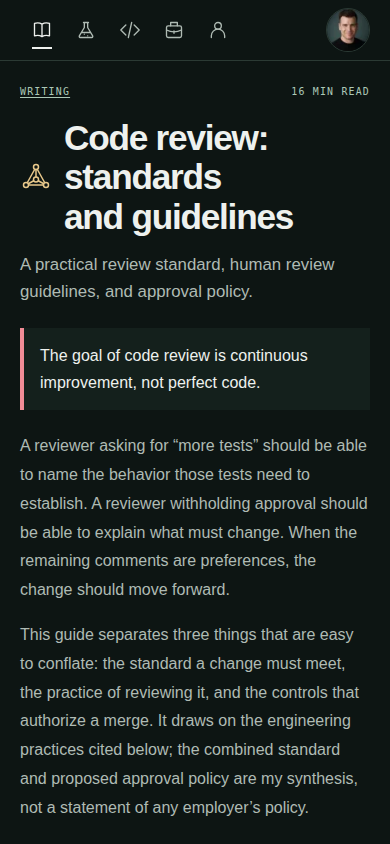 WRITING
16 MIN READ
Code review:
standards
and guidelines
A practical review standard, human review
guidelines, and approval policy.
The goal of code review is continuous
improvement, not perfect code.
A reviewer asking for “more tests” should be able
to name the behavior those tests need to
establish. A reviewer withholding approval should
be able to explain what must change. When the
remaining comments are preferences, the
change should move forward.
This guide separates three things that are easy
to conflate: the standard a change must meet,
the practice of reviewing it, and the controls that
authorize a merge. It draws on the engineering
practices cited below; the combined standard
and proposed approval policy are my synthesis,
not a statement of any employer’s policy.